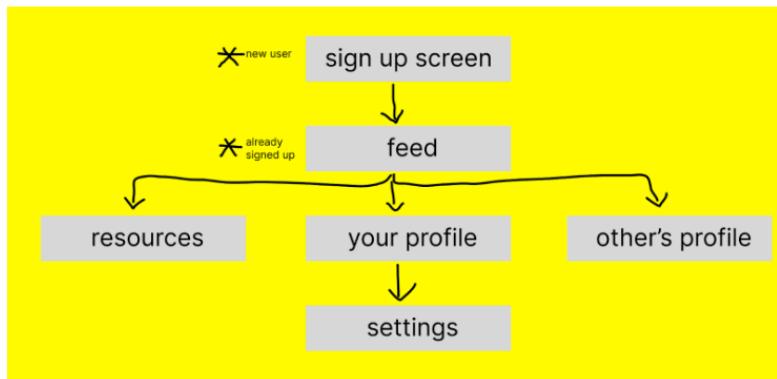 new user
sign up screen
already
signed up
feed
resources
your profile
other's profile
settings